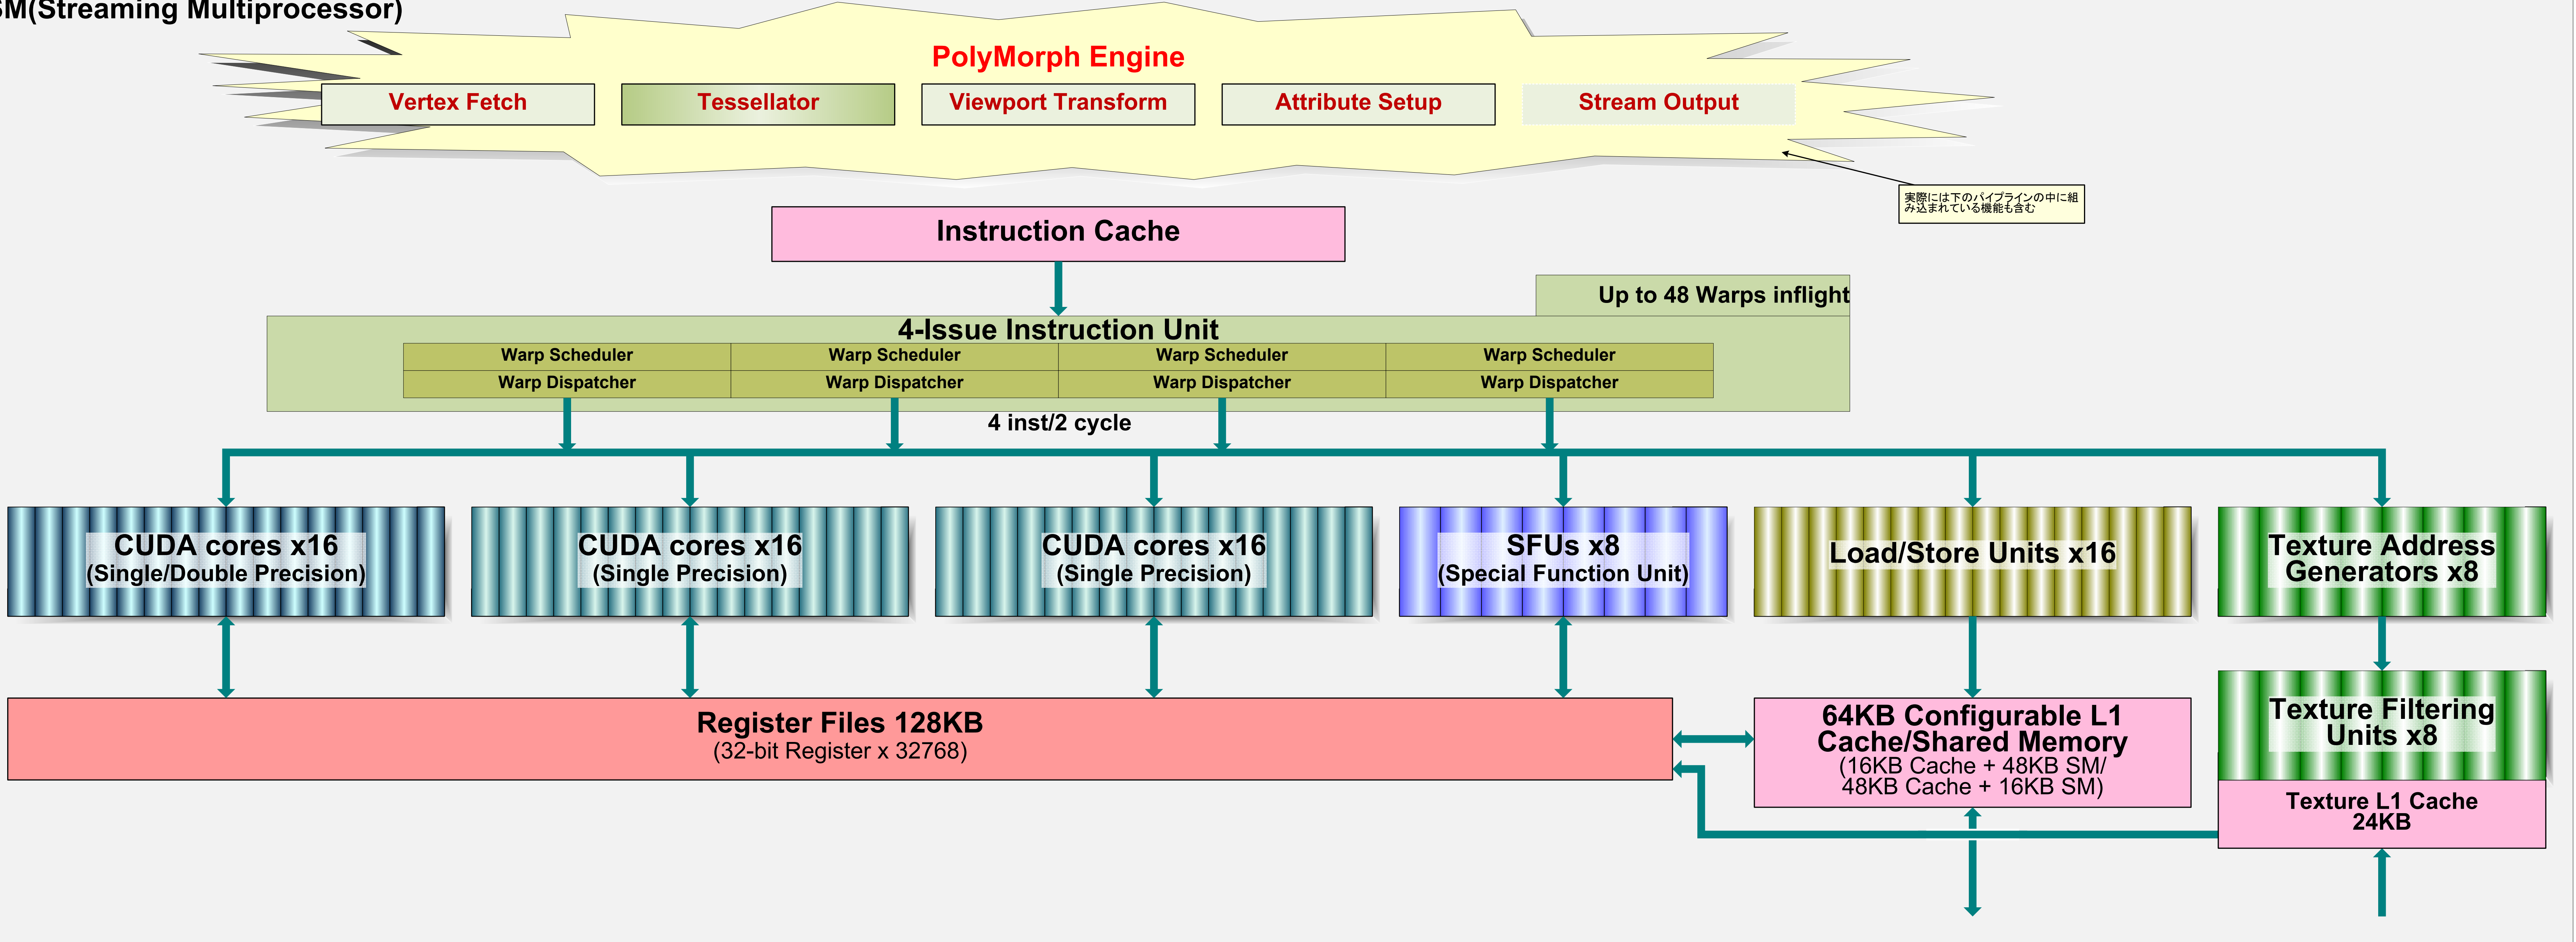 SM(Streaming Multiprocessor)
PolyMorph Engine
Vertex Fetch
Tessellator
Viewport Transform
Attribute Setup
Stream Output
実際には下のパイプラインの中に組
み込まれている機能も含む
Instruction Cache
Up to 48 Warps inflight
4-Issue Instruction Unit
Warp Scheduler
Warp Scheduler
Warp Scheduler
Warp Scheduler
Warp Dispatcher
Warp Dispatcher
Warp Dispatcher
Warp Dispatcher
4 inst/2 cycle
CUDA cores x16
(Single/Double Precision)
CUDA cores x16
(Single Precision)
CUDA cores x16
(Single Precision)
SFUs x8
(Special Function Unit)
Load/Store Units x16
Texture Address
Generators x8
Register Files 128KB
(32-bit Register x 32768)
64KB Configurable L1
Cache/Shared Memory
(16KB Cache + 48KB SM/
48KB Cache + 16KB SM)
Texture Filtering
Units x8
Texture L1 Cache
24KB